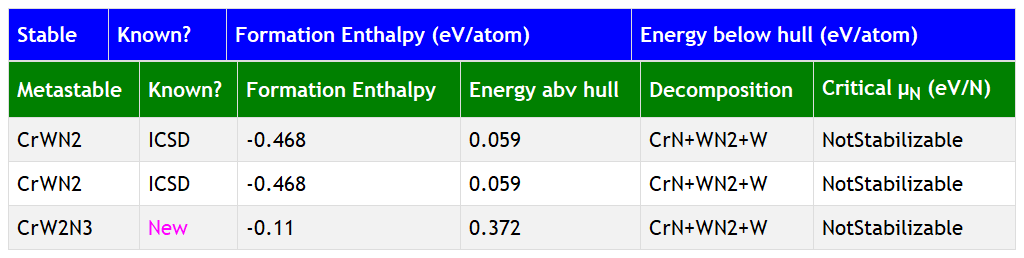 Stable Known? Formation Enthalpy (eV/atom) Energy below hull (eV/atom)
Metastable Known? Formation Enthalpy Energy abv hull Decomposition Critical μN (eV/N)
CrWN2 ICSD -0.468 0.059 CrN+WN2+W NotStabilizable
CrWN2 ICSD -0.468 0.059 CrN+WN2+W NotStabilizable
CrW2N3 New -0.11 0.372 CrN+WN2+W NotStabilizable